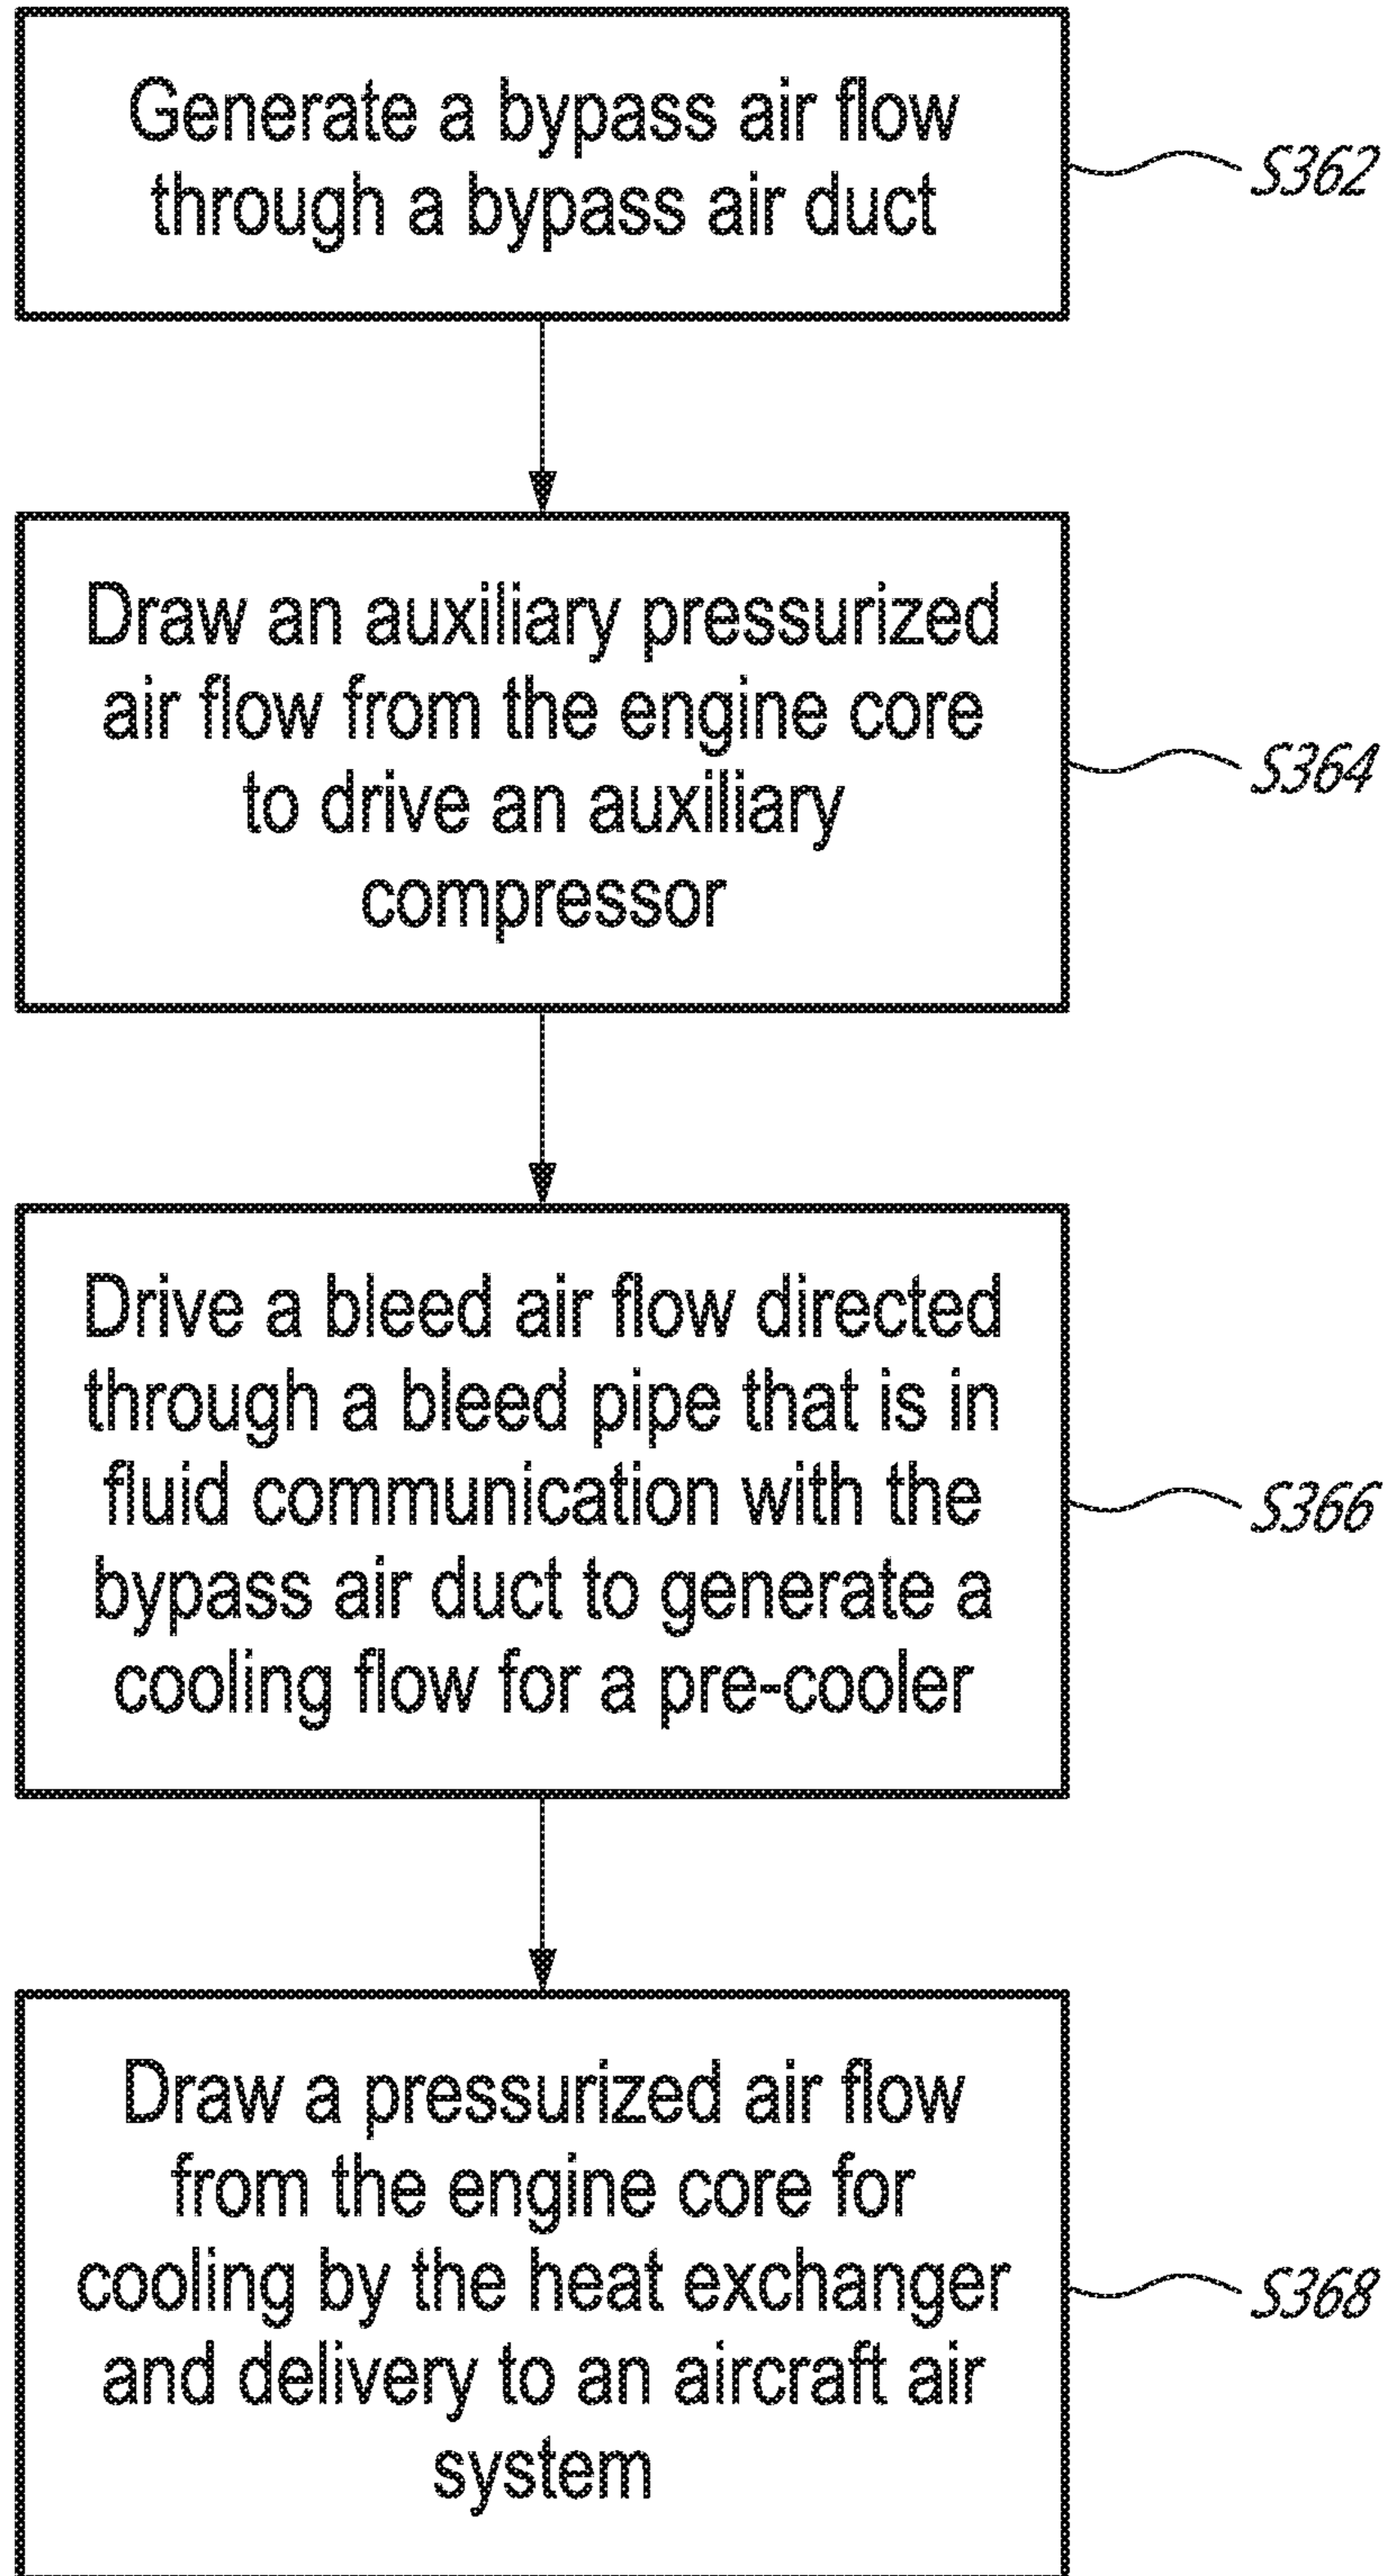 Generate a bypass air flow
through a bypass air duct
S362
Draw an auxiliary pressurized
air flow from the engine core
to drive an auxiliary
compressor
S364
Drive a bleed air flow directed
through a bleed pipe that is in
fluid communication with the
bypass air duct to generate a
cooling flow for a pre-cooler
S366
Draw a pressurized air flow
from the engine core for
cooling by the heat exchanger
and delivery to an aircraft air
system
S368